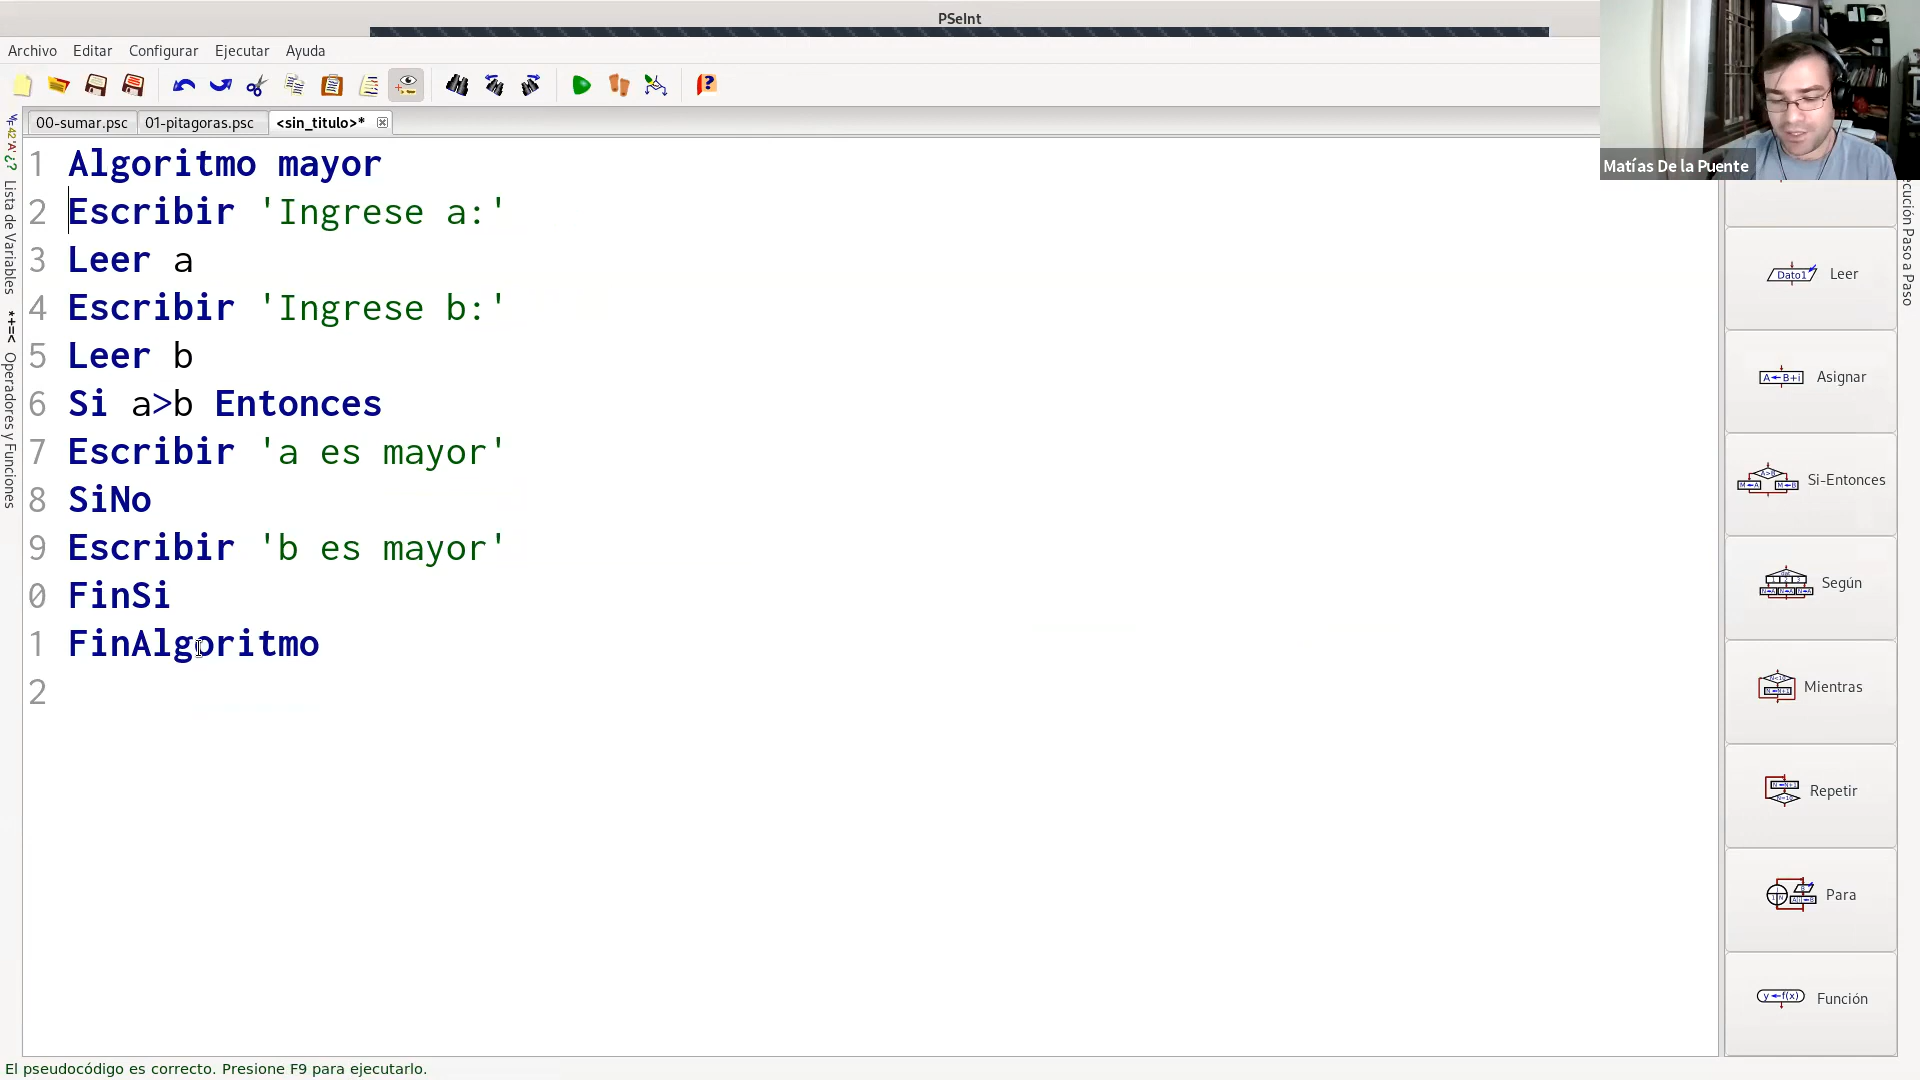 PSeInt
Archivo Editar Configurar Ejecutar Ayuda
00-sumar.psc 01-pitagoras.psc <sin_titulo>*
1 Algoritmo mayor
2 Escribir 'Ingrese a:'
3 Leer a
4 Escribir 'Ingrese b:'
5 Leer b
6 Si a>b Entonces
7 Escribir 'a es mayor'
8 SiNo
9 Escribir 'b es mayor'
0 FinSi
1 FinAlgoritmo
2
Lista de Variables
*+=< Operadores y Funciones
Matías De la Puente
Leer
Asignar
Si-Entonces
Según
Mientras
Repetir
Para
Función
ecución Paso a Paso
El pseudocódigo es correcto. Presione F9 para ejecutarlo.